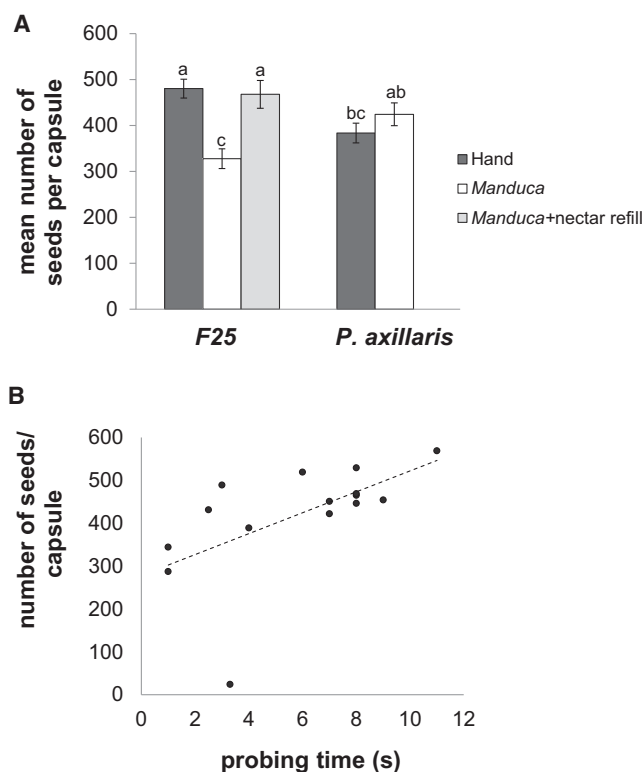 A
mean number of
seeds per capsule
600
500
400
300
200
100
0
a
c
a
bc
ab
F25
P. axillaris
Hand
Manduca
Manduca+nectar refill
B
number of seeds/
capsule
600
500
400
300
200
100
0
0 2 4 6 8 10 12
probing time (s)